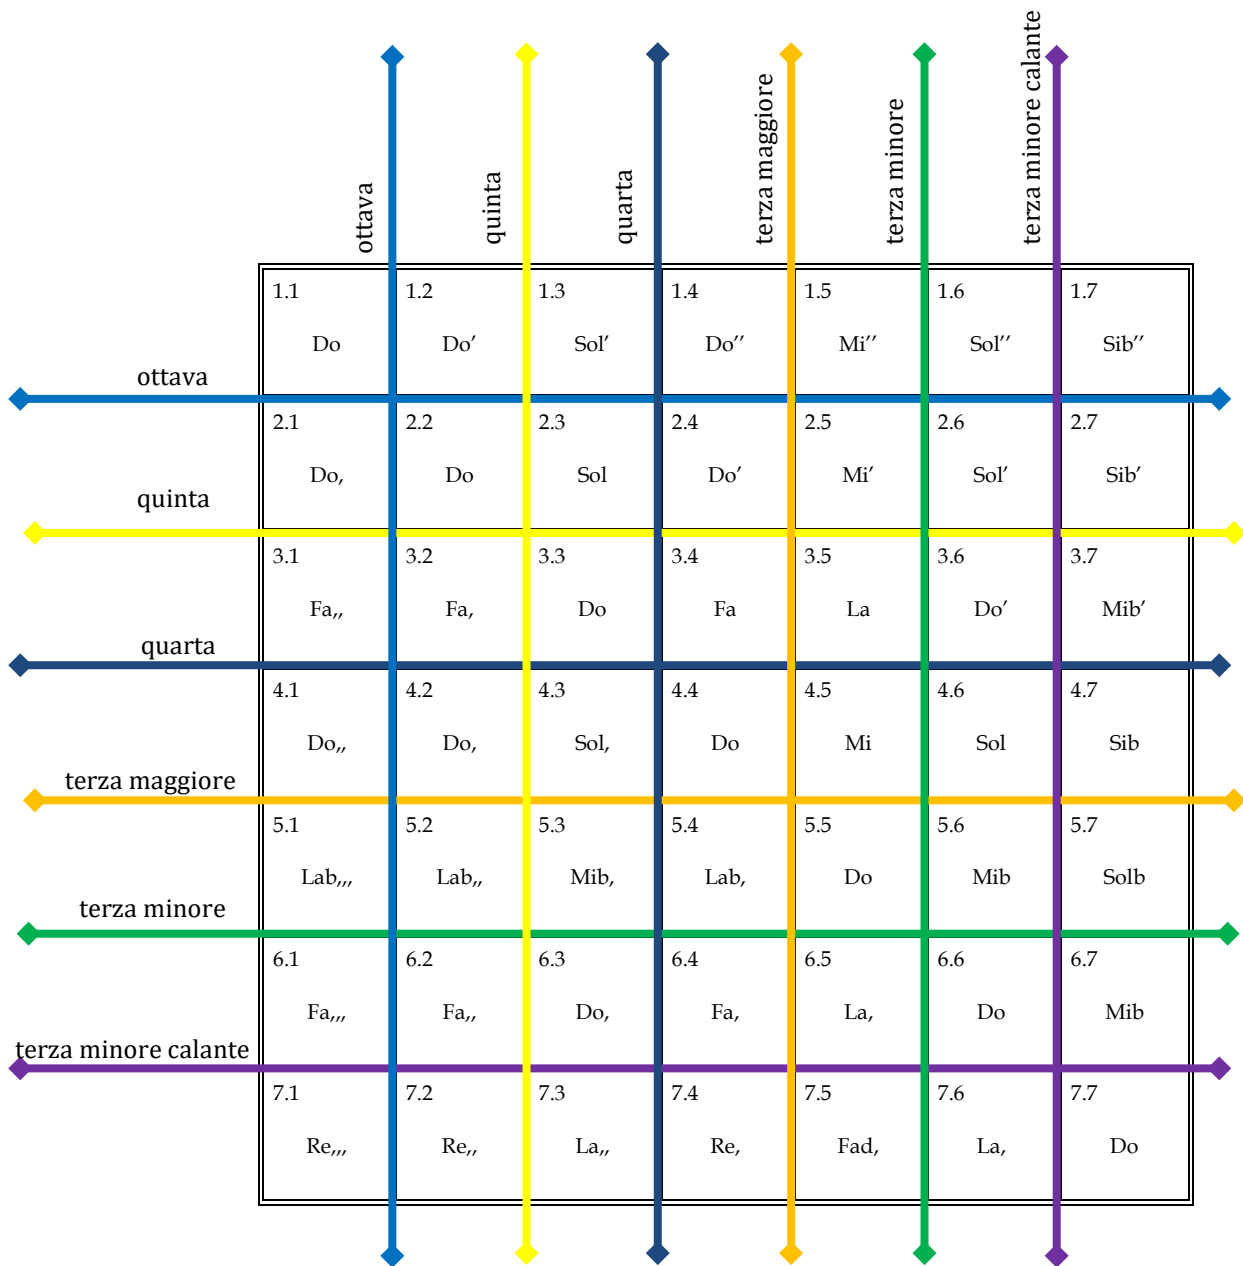 ottava
quinta
quarta
terza maggiore
terza minore
terza minore calante
1.1 1.2 1.3 1.4 1.5 1.6 1.7
Do Do’ Sol’ Do’’ Mi’’ Sol’’ Sib’’
ottava
2.1 2.2 2.3 2.4 2.5 2.6 2.7
Do, Do Sol Do’ Mi’ Sol’ Sib’
quinta
3.1 3.2 3.3 3.4 3.5 3.6 3.7
Fa,, Fa, Do Fa La Do’ Mib’
quarta
4.1 4.2 4.3 4.4 4.5 4.6 4.7
Do,, Do, Sol, Do Mi Sol Sib
terza maggiore
5.1 5.2 5.3 5.4 5.5 5.6 5.7
Lab,,, Lab,, Mib, Lab, Do Mib Solb
terza minore
6.1 6.2 6.3 6.4 6.5 6.6 6.7
Fa,,, Fa,, Do, Fa, La, Do Mib
terza minore calante
7.1 7.2 7.3 7.4 7.5 7.6 7.7
Re,,, Re,, La,, Re, Fad, La, Do